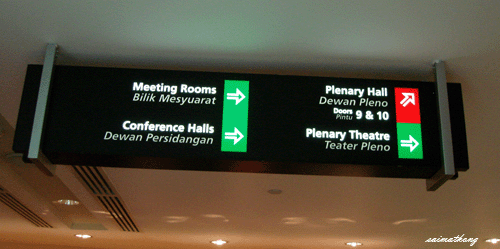 Meeting Rooms
Bilik Mesyuarat
Conference Halls
Dewan Persidangan
Plenary Hall
Dewan Pleno
Doors
Pintu 9 & 10
Plenary Theatre
Teater Pleno
saimatkong